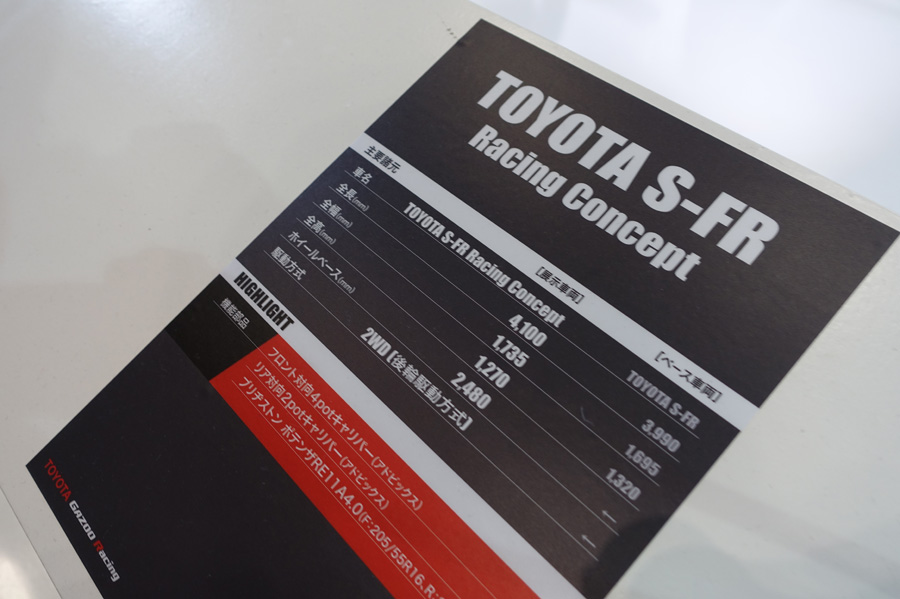 TOYOTA S-FR
Racing Concept
主要諸元 [展示車両] [ベース車両]
車名 TOYOTA S-FR Racing Concept TOYOTA S-FR
全長(mm) 4,100 3,990
全幅(mm) 1,735 1,695
全高(mm) 1,270 1,320
ホイールベース(mm) 2,480 ←
駆動方式 2WD [後輪駆動方式] ←
HIGHLIGHT
機能部品 フロント対向4potキャリパー(アドビックス)
リア対向2potキャリパー(アドビックス)
ブリヂストン ポテンザRE11A4.0(F:205/55R16、R:
TOYOTA GAZOO Racing